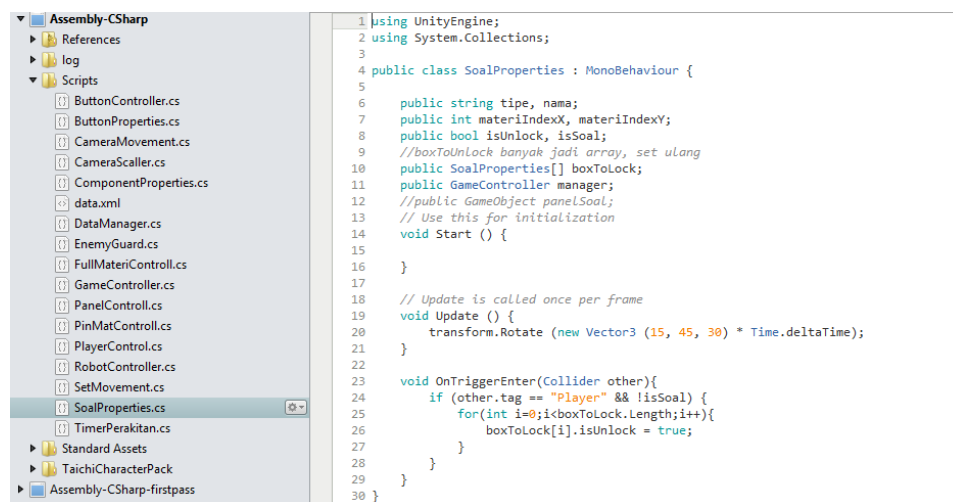 Assembly-CSharp
References
log
Scripts
ButtonController.cs
ButtonProperties.cs
CameraMovement.cs
CameraScaller.cs
ComponentProperties.cs
data.xml
DataManager.cs
EnemyGuard.cs
FullMateriControll.cs
GameController.cs
PanelControll.cs
PinMatControll.cs
PlayerControl.cs
RobotController.cs
SetMovement.cs
SoalProperties.cs
TimerPerakitan.cs
Standard Assets
TaichiCharacterPack
Assembly-CSharp-firstpass
1 using UnityEngine;
2 using System.Collections;
3
4 public class SoalProperties : MonoBehaviour {
5
6     public string tipe, nama;
7     public int materiIndexX, materiIndexY;
8     public bool isUnlock, isSoal;
9     //boxToUnlock banyak jadi array, set ulang
10     public SoalProperties[] boxToLock;
11     public GameController manager;
12     //public GameObject panelSoal;
13     // Use this for initialization
14     void Start () {
15
16     }
17
18     // Update is called once per frame
19     void Update () {
20         transform.Rotate (new Vector3 (15, 45, 30) * Time.deltaTime);
21     }
22
23     void OnTriggerEnter(Collider other){
24         if (other.tag == "Player" && !isSoal) {
25             for(int i=0;i<boxToLock.Length;i++){
26                 boxToLock[i].isUnlock = true;
27             }
28         }
29     }
30 }